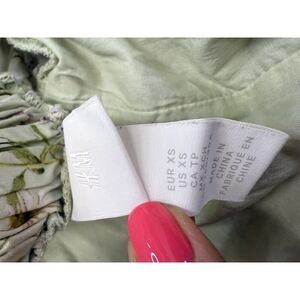 H&M
EUR XS
US XS
CA TP
MADE IN
CHINA
FABRIQUE EN
CHINE